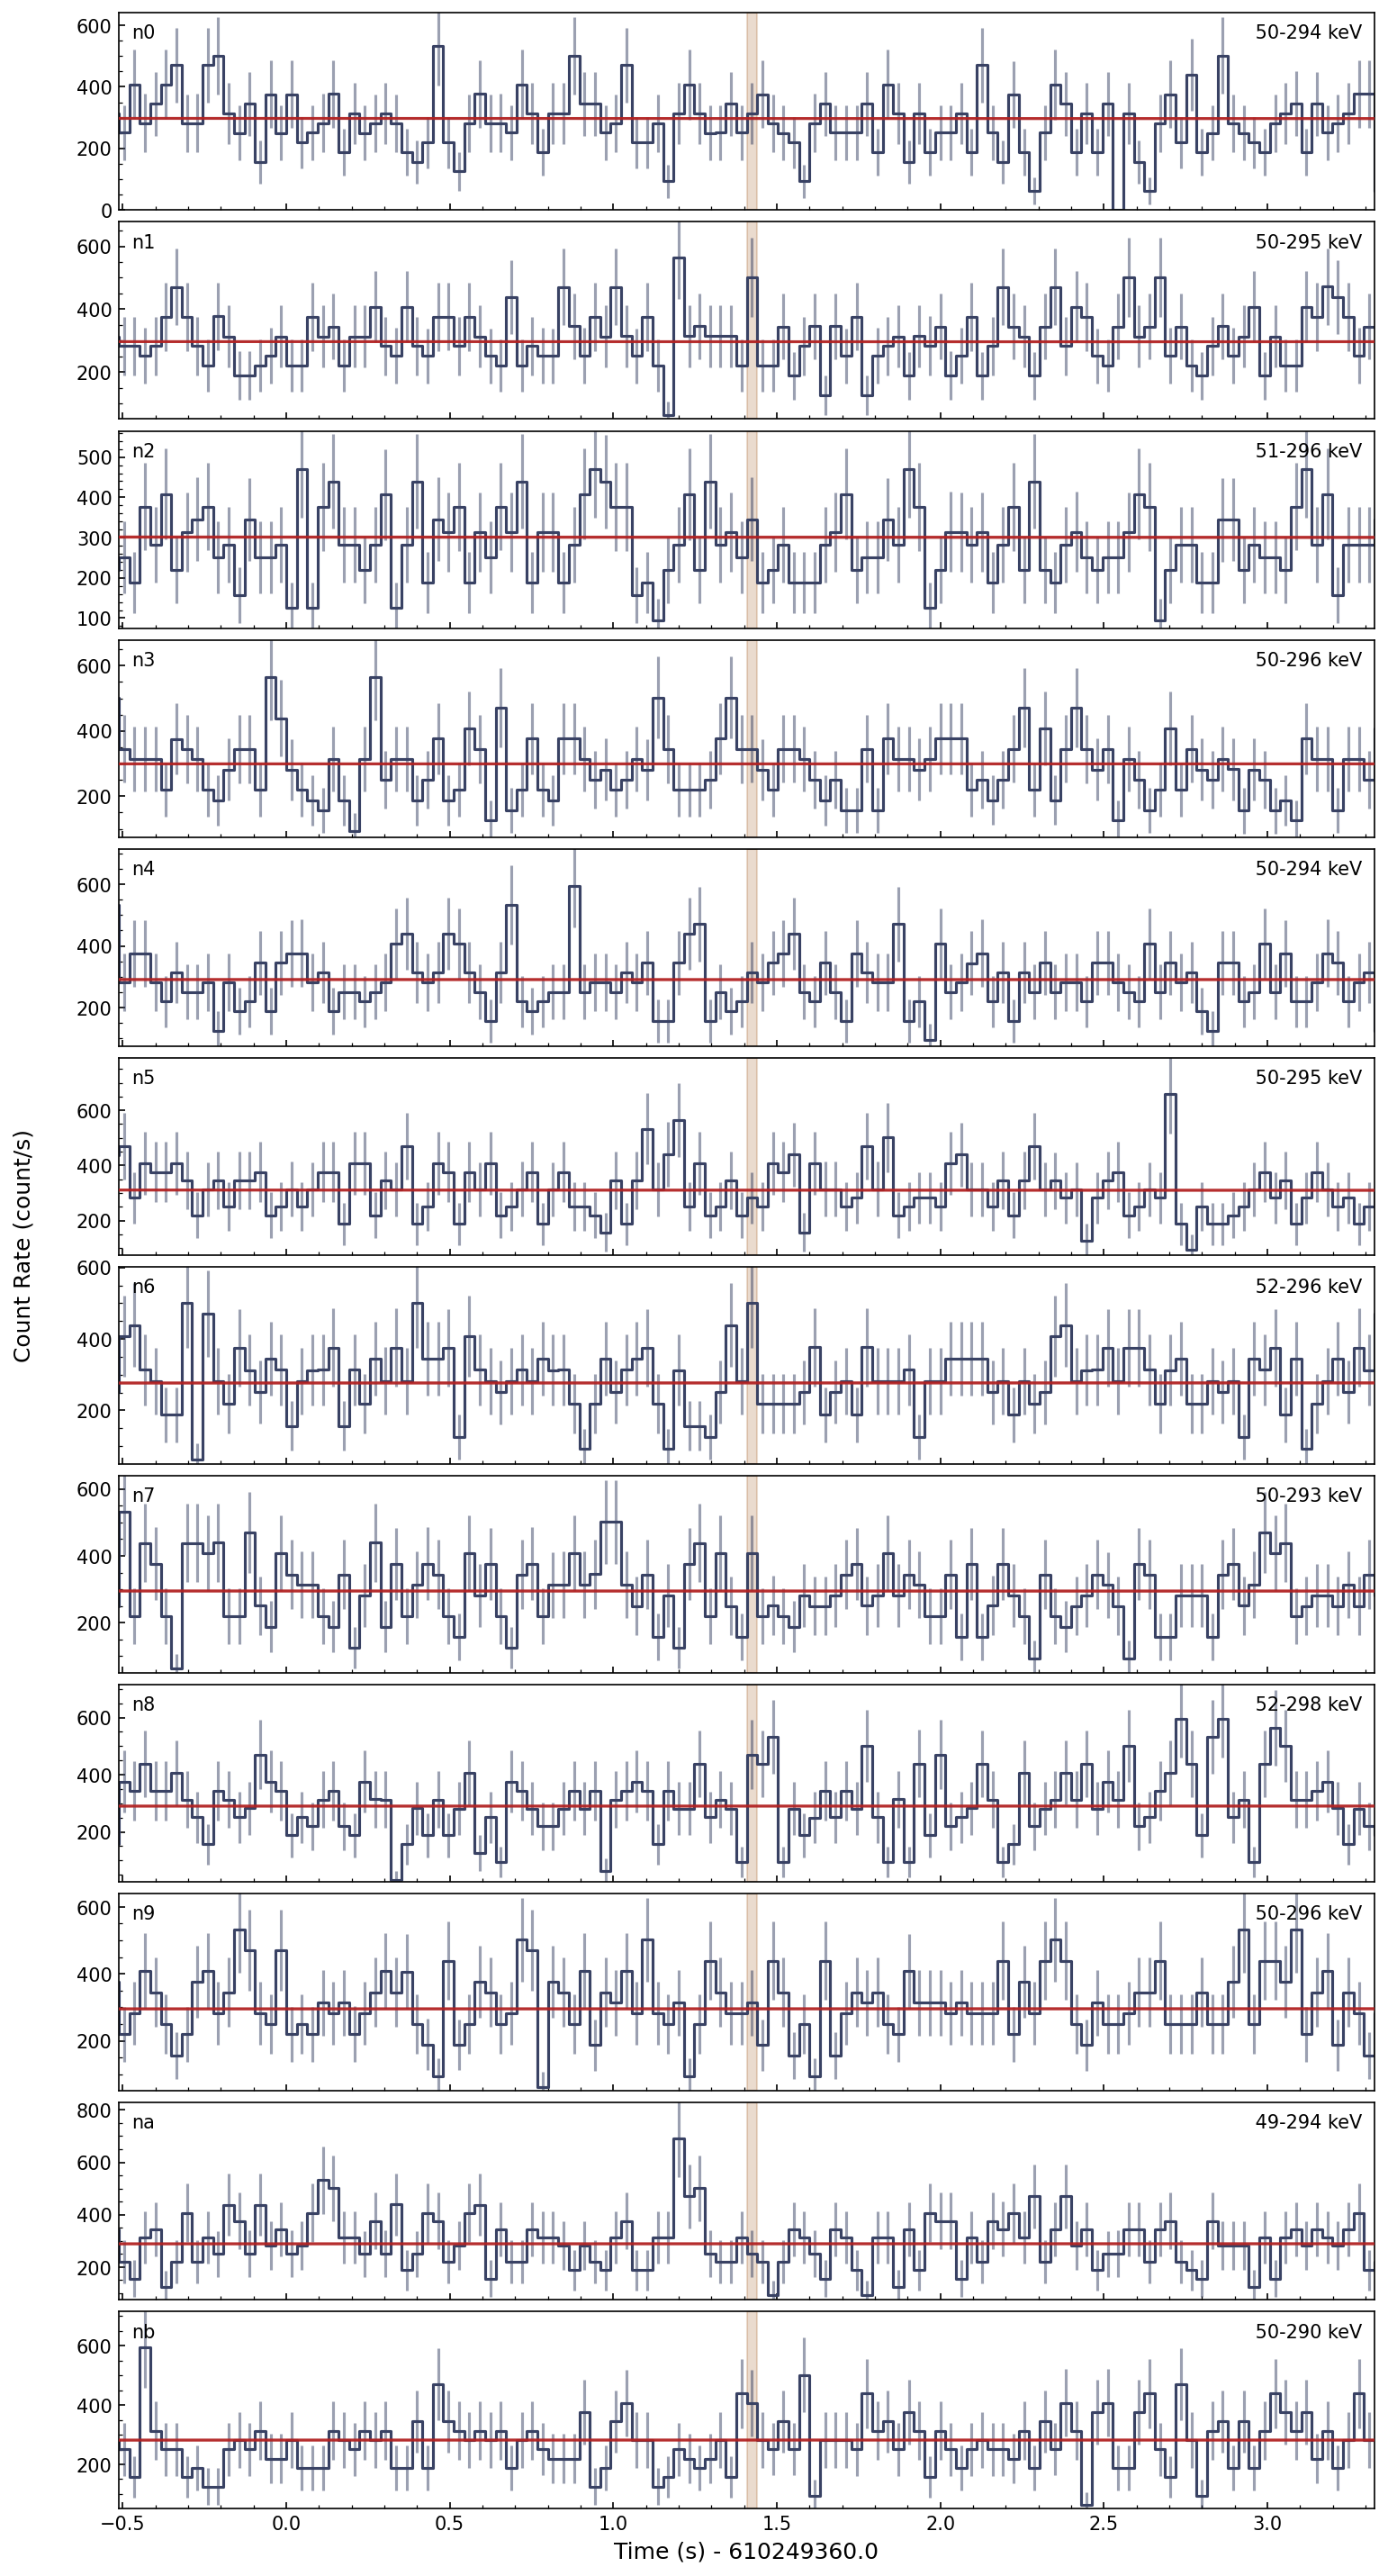 n0 50-294 keV
600
400
200
0
n1 50-295 keV
600
400
200
n2 51-296 keV
500
400
300
200
100
n3 50-296 keV
600
400
200
n4 50-294 keV
600
400
200
n5 50-295 keV
600
400
200
n6 52-296 keV
600
400
200
n7 50-293 keV
600
400
200
n8 52-298 keV
600
400
200
n9 50-296 keV
600
400
200
na 49-294 keV
800
600
400
200
nb 50-290 keV
600
400
200
−0.5 0.0 0.5 1.0 1.5 2.0 2.5 3.0
Time (s) - 610249360.0
Count Rate (count/s)